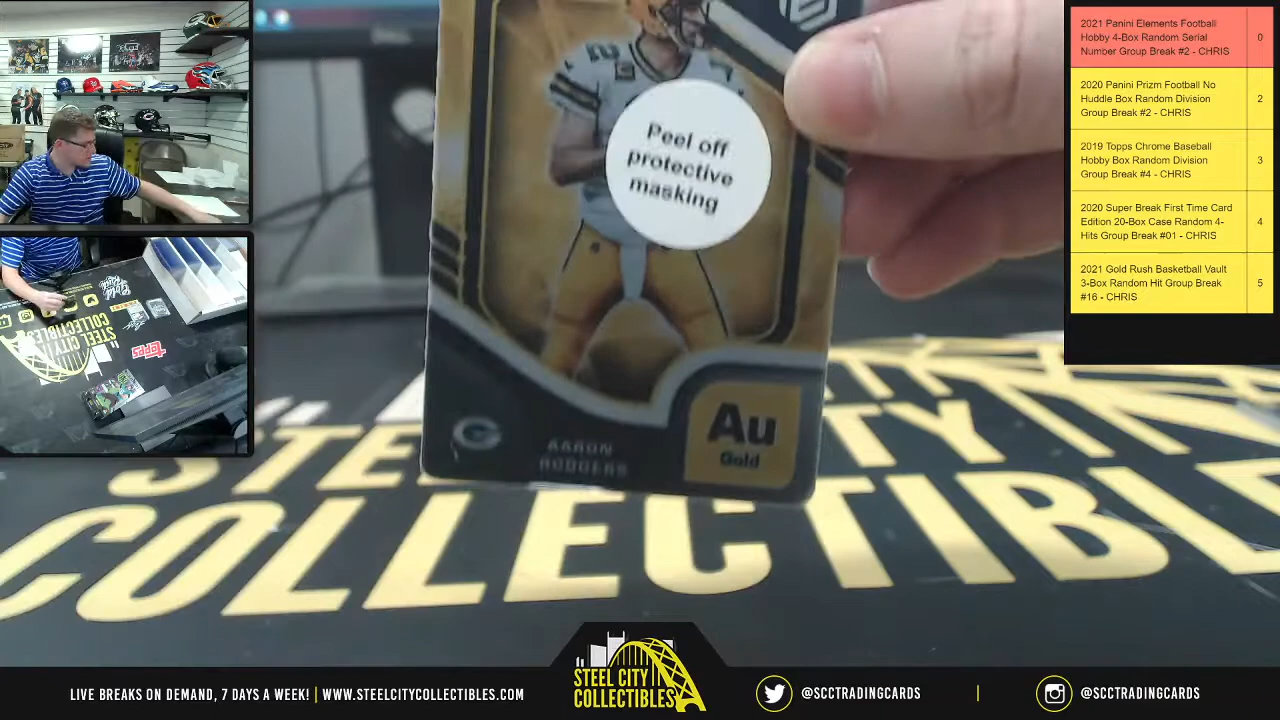 2021 Panini Elements Football
Hobby 4-Box Random Serial
Number Group Break #2 - CHRIS
0
2020 Panini Prizm Football No
Huddle Box Random Division
Group Break #2 - CHRIS
2
2019 Topps Chrome Baseball
Hobby Box Random Division
Group Break #4 - CHRIS
3
2020 Super Break First Time Card
Edition 20-Box Case Random 4-
Hits Group Break #01 - CHRIS
4
2021 Gold Rush Basketball Vault
3-Box Random Hit Group Break
#16 - CHRIS
5
12
Peel off
protective
masking
Au
Gold
G
AARON
RODGERS
STEEL CITY
COLLECTIBLE
STEEL CITY
COLLECTIBLES
topps
STEEL CITY
COLLECTIBLES
LIVE BREAKS ON DEMAND, 7 DAYS A WEEK! | WWW.STEELCITYCOLLECTIBLES.COM
@SCCTRADINGCARDS | @SCCTRADINGCARDS